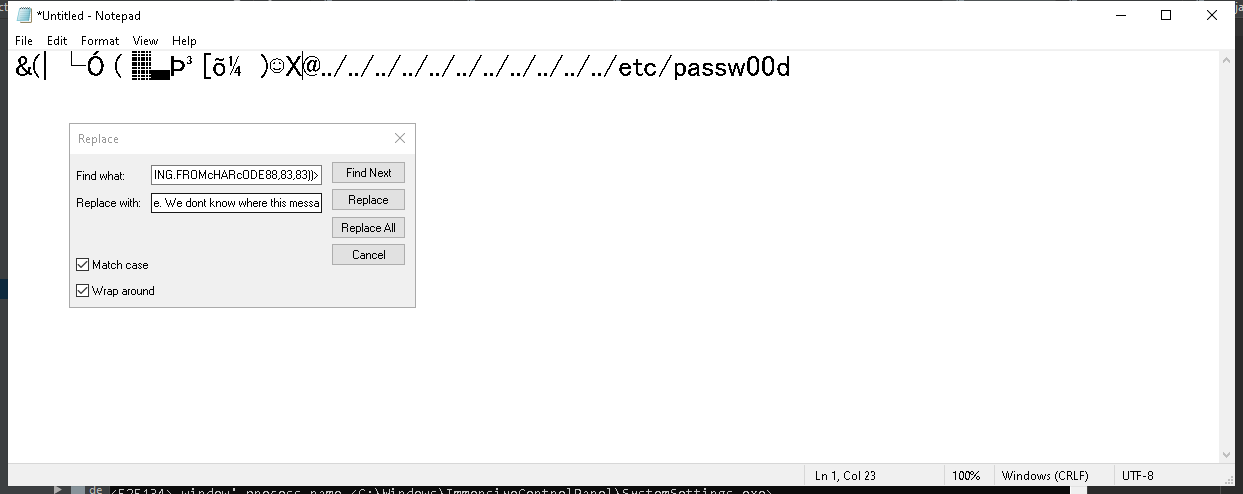 *Untitled - Notepad
File Edit Format View Help
&(| └─Ó ( ▓▄Þ³ [õ¼ )☺X@../../../../../../../../../../../etc/passw00d
Replace
Find what: ING.FROMcHARcODE88,83,83))> Find Next
Replace with: e. We dont know where this messa Replace
Replace All
Cancel
Match case
Wrap around
Ln 1, Col 23 100% Windows (CRLF) UTF-8
de <525134> window' process name <C:\Windows\ImmersiveControlPanel\SystemSettings.exe>